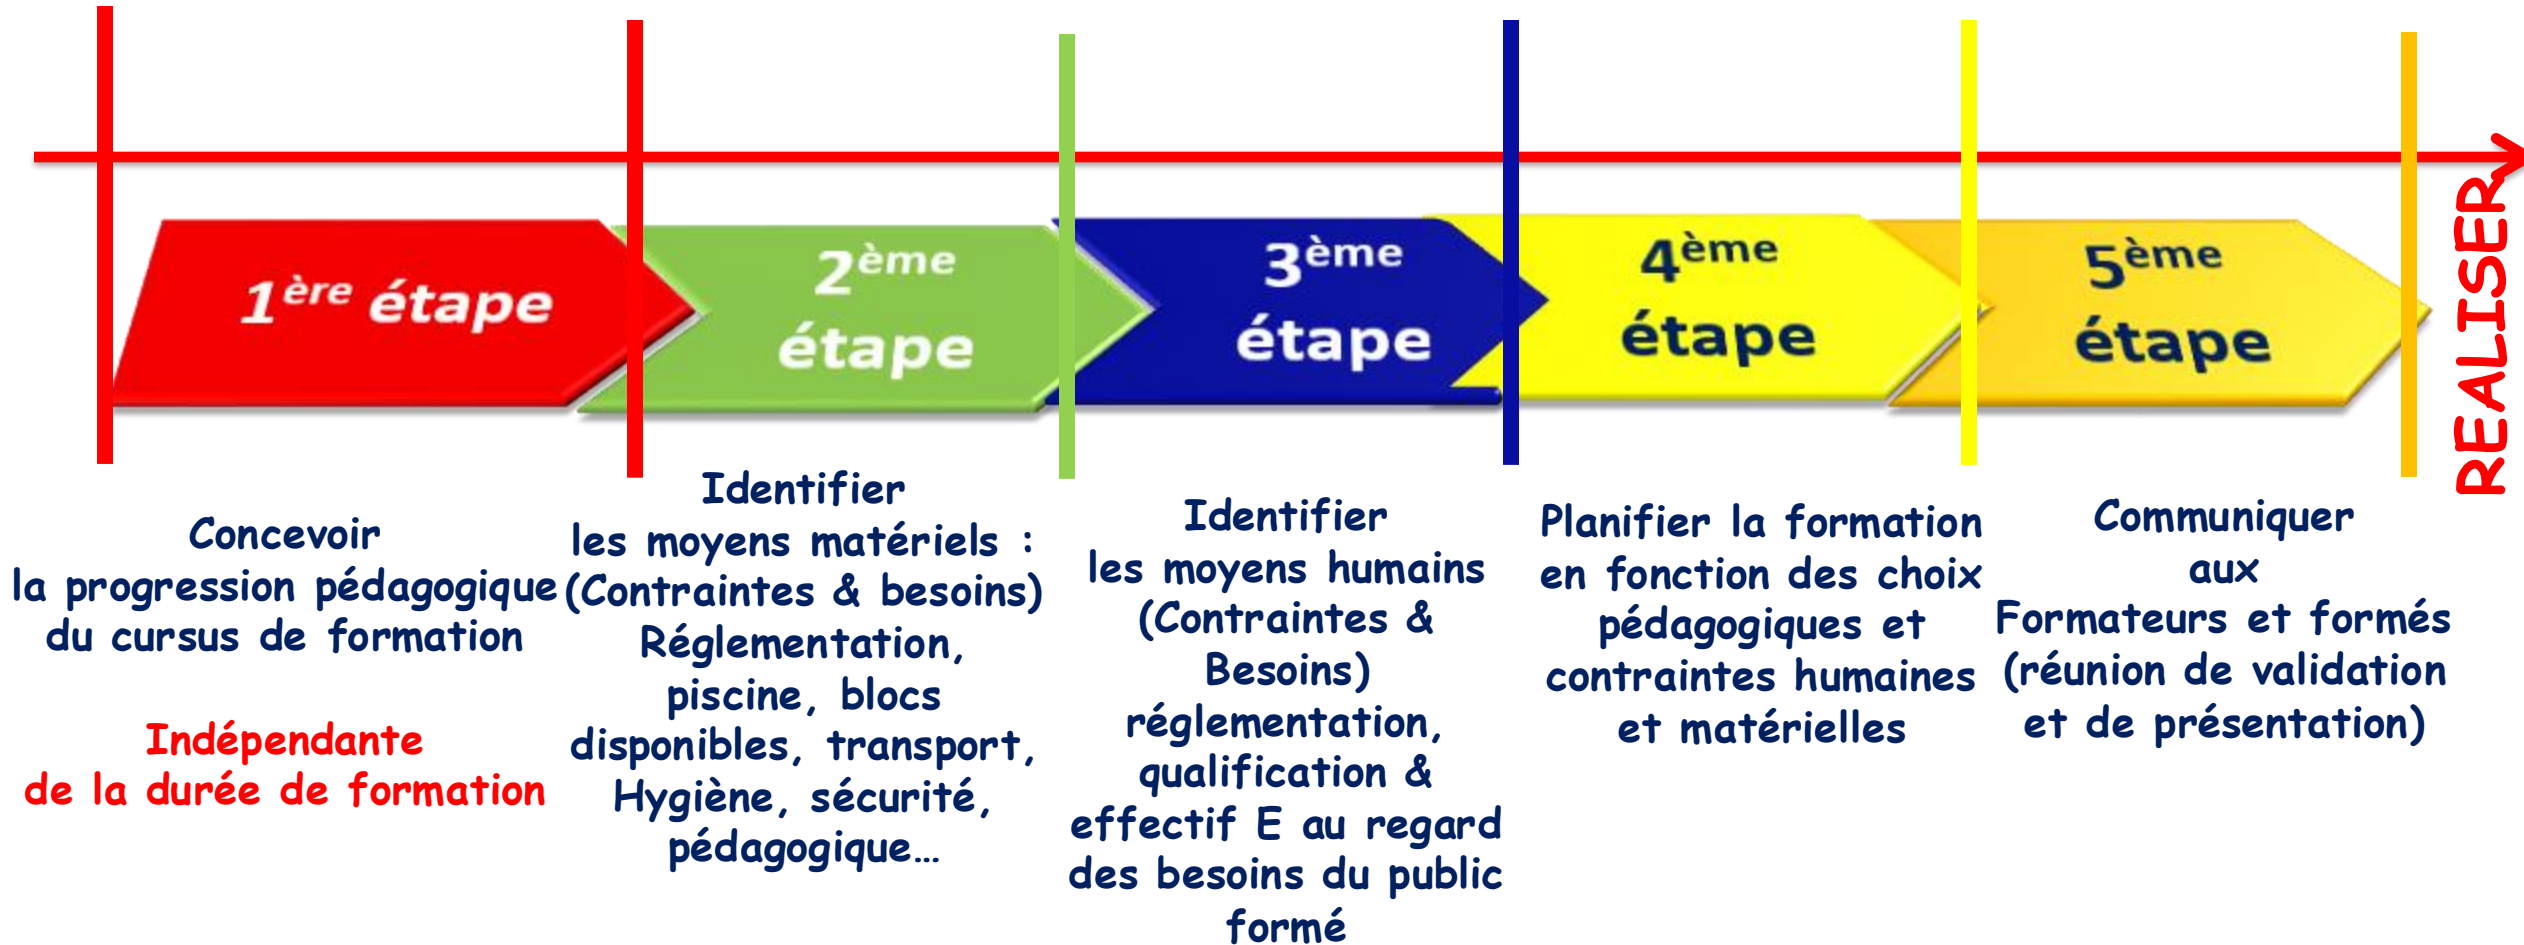 1ère étape
2ème
étape
3ème
étape
4ème
étape
5ème
étape
REALISER
Concevoir
la progression pédagogique
du cursus de formation
Indépendante
de la durée de formation
Identifier
les moyens matériels :
(Contraintes & besoins)
Réglementation,
piscine, blocs
disponibles, transport,
Hygiène, sécurité,
pédagogique…
Identifier
les moyens humains
(Contraintes &
Besoins)
réglementation,
qualification &
effectif E au regard
des besoins du public
formé
Planifier la formation
en fonction des choix
pédagogiques et
contraintes humaines
et matérielles
Communiquer
aux
Formateurs et formés
(réunion de validation
et de présentation)